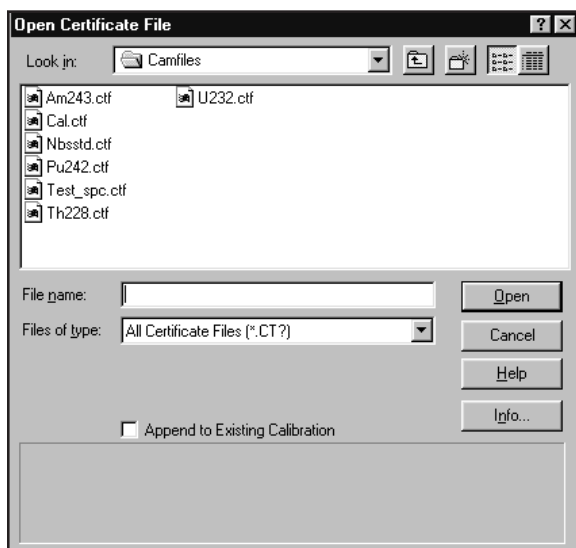 Open Certificate File
Look in: Camfiles
Am243.ctf U232.ctf
Cal.ctf
Nbsstd.ctf
Pu242.ctf
Test_spc.ctf
Th228.ctf
File name: Open
Files of type: All Certificate Files (*.CT?) Cancel
Help
Append to Existing Calibration Info...